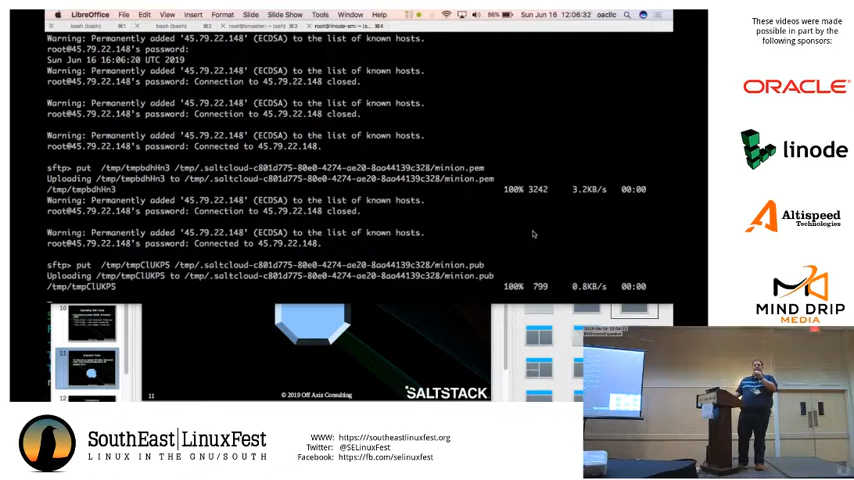 LibreOffice File Edit View Insert Format Slide Slide Show Tools Window Help 86% Sun Jun 16 12:06:32 oacllc
Warning: Permanently added '45.79.22.148' (ECDSA) to the list of known hosts.
root@45.79.22.148's password:
Sun Jun 16 16:06:20 UTC 2019
Warning: Permanently added '45.79.22.148' (ECDSA) to the list of known hosts.
root@45.79.22.148's password: Connection to 45.79.22.148 closed.
Warning: Permanently added '45.79.22.148' (ECDSA) to the list of known hosts.
root@45.79.22.148's password: Connection to 45.79.22.148 closed.
Warning: Permanently added '45.79.22.148' (ECDSA) to the list of known hosts.
root@45.79.22.148's password: Connected to 45.79.22.148.
sftp> put /tmp/tmpbdhHn3 /tmp/.saltcloud-c801d775-80e0-4274-ae20-8aa44139c328/minion.pem
Uploading /tmp/tmpbdhHn3 to /tmp/.saltcloud-c801d775-80e0-4274-ae20-8aa44139c328/minion.pem
/tmp/tmpbdhHn3 100% 3242 3.2KB/s 00:00
Warning: Permanently added '45.79.22.148' (ECDSA) to the list of known hosts.
root@45.79.22.148's password: Connection to 45.79.22.148 closed.
Warning: Permanently added '45.79.22.148' (ECDSA) to the list of known hosts.
root@45.79.22.148's password: Connected to 45.79.22.148.
sftp> put /tmp/tmpClUKP5 /tmp/.saltcloud-c801d775-80e0-4274-ae20-8aa44139c328/minion.pub
Uploading /tmp/tmpClUKP5 to /tmp/.saltcloud-c801d775-80e0-4274-ae20-8aa44139c328/minion.pub
/tmp/tmpClUKP5 100% 799 0.8KB/s 00:00
10
11
12
11 © 2019 Off Axis Consulting SALTSTACK
These videos were made
possible in part by the
following sponsors:
ORACLE
linode
Altispeed
Technologies
MIND DRIP
MEDIA
SouthEast|LinuxFest
LINUX IN THE GNU/SOUTH
WWW: https://southeastlinuxfest.org
Twitter: @SELinuxFest
Facebook: https://fb.com/selinuxfest